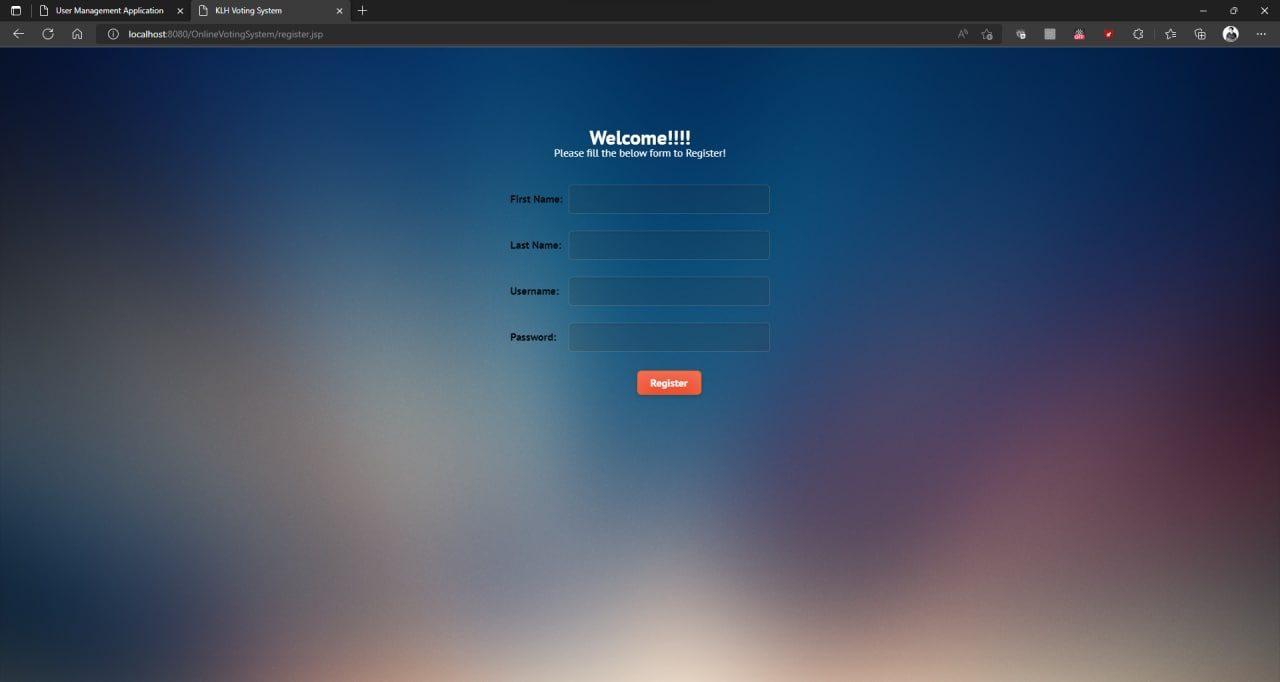 User Management Application
KLH Voting System
localhost:8080/OnlineVotingSystem/register.jsp
Welcome!!!!
Please fill the below form to Register!
First Name:
Last Name:
Username:
Password:
Register